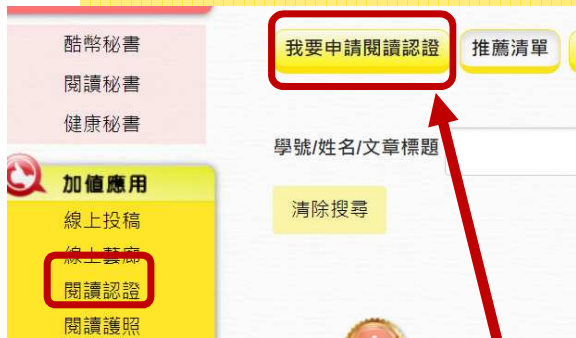 酷幣秘書
閱讀秘書
健康秘書
加值應用
線上投稿
線上藝廊
閱讀認證
閱讀護照
我要申請閱讀認證
推薦清單
學號/姓名/文章標題
清除搜尋